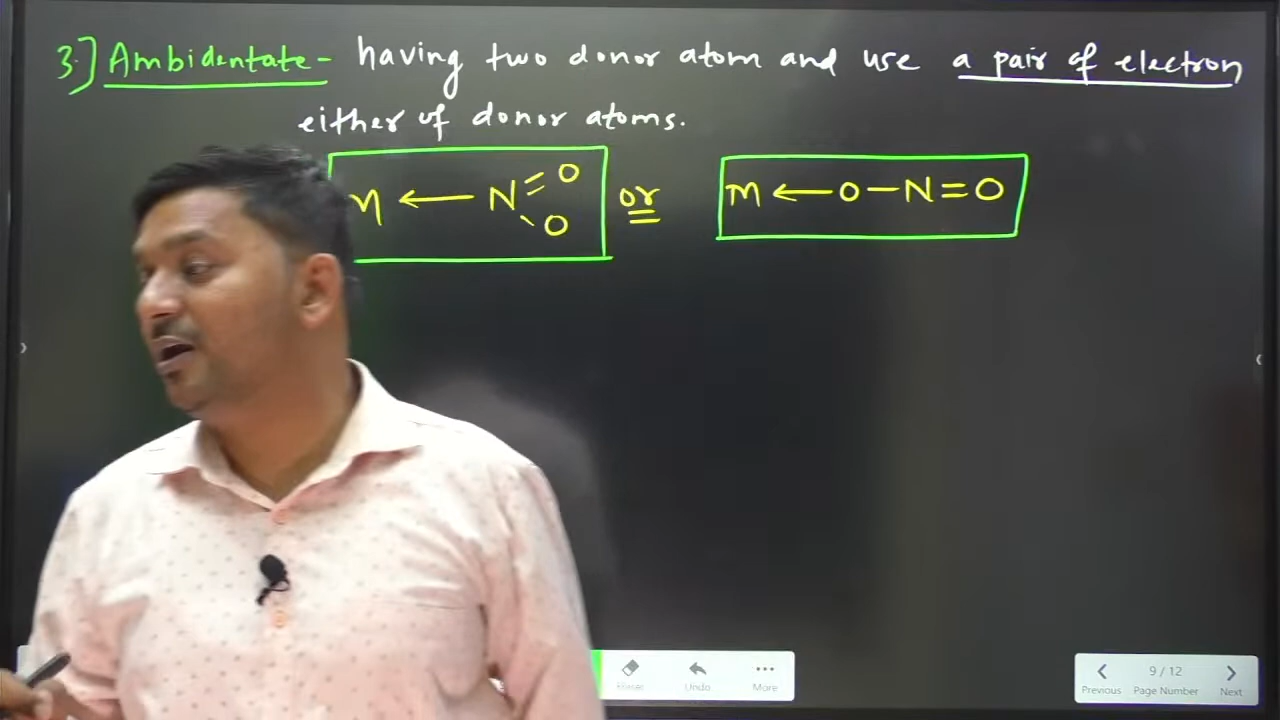 3.] Ambidentate - having two donor atom and use a pair of electron
either of donor atoms.
M ← N = O - O or M ← O — N = O
Eraser Undo More
9 / 12
Previous Page Number Next